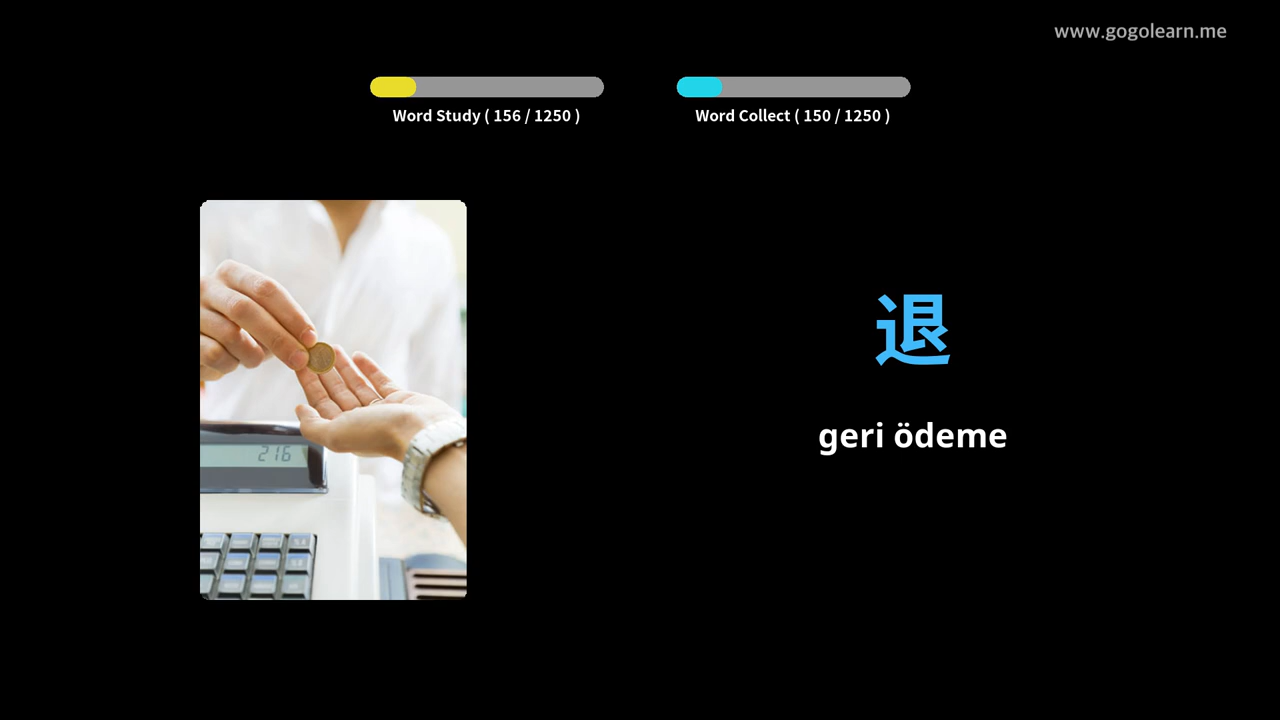 www.gogolearn.me
Word Study ( 156 / 1250 )
Word Collect ( 150 / 1250 )
退
geri ödeme
216